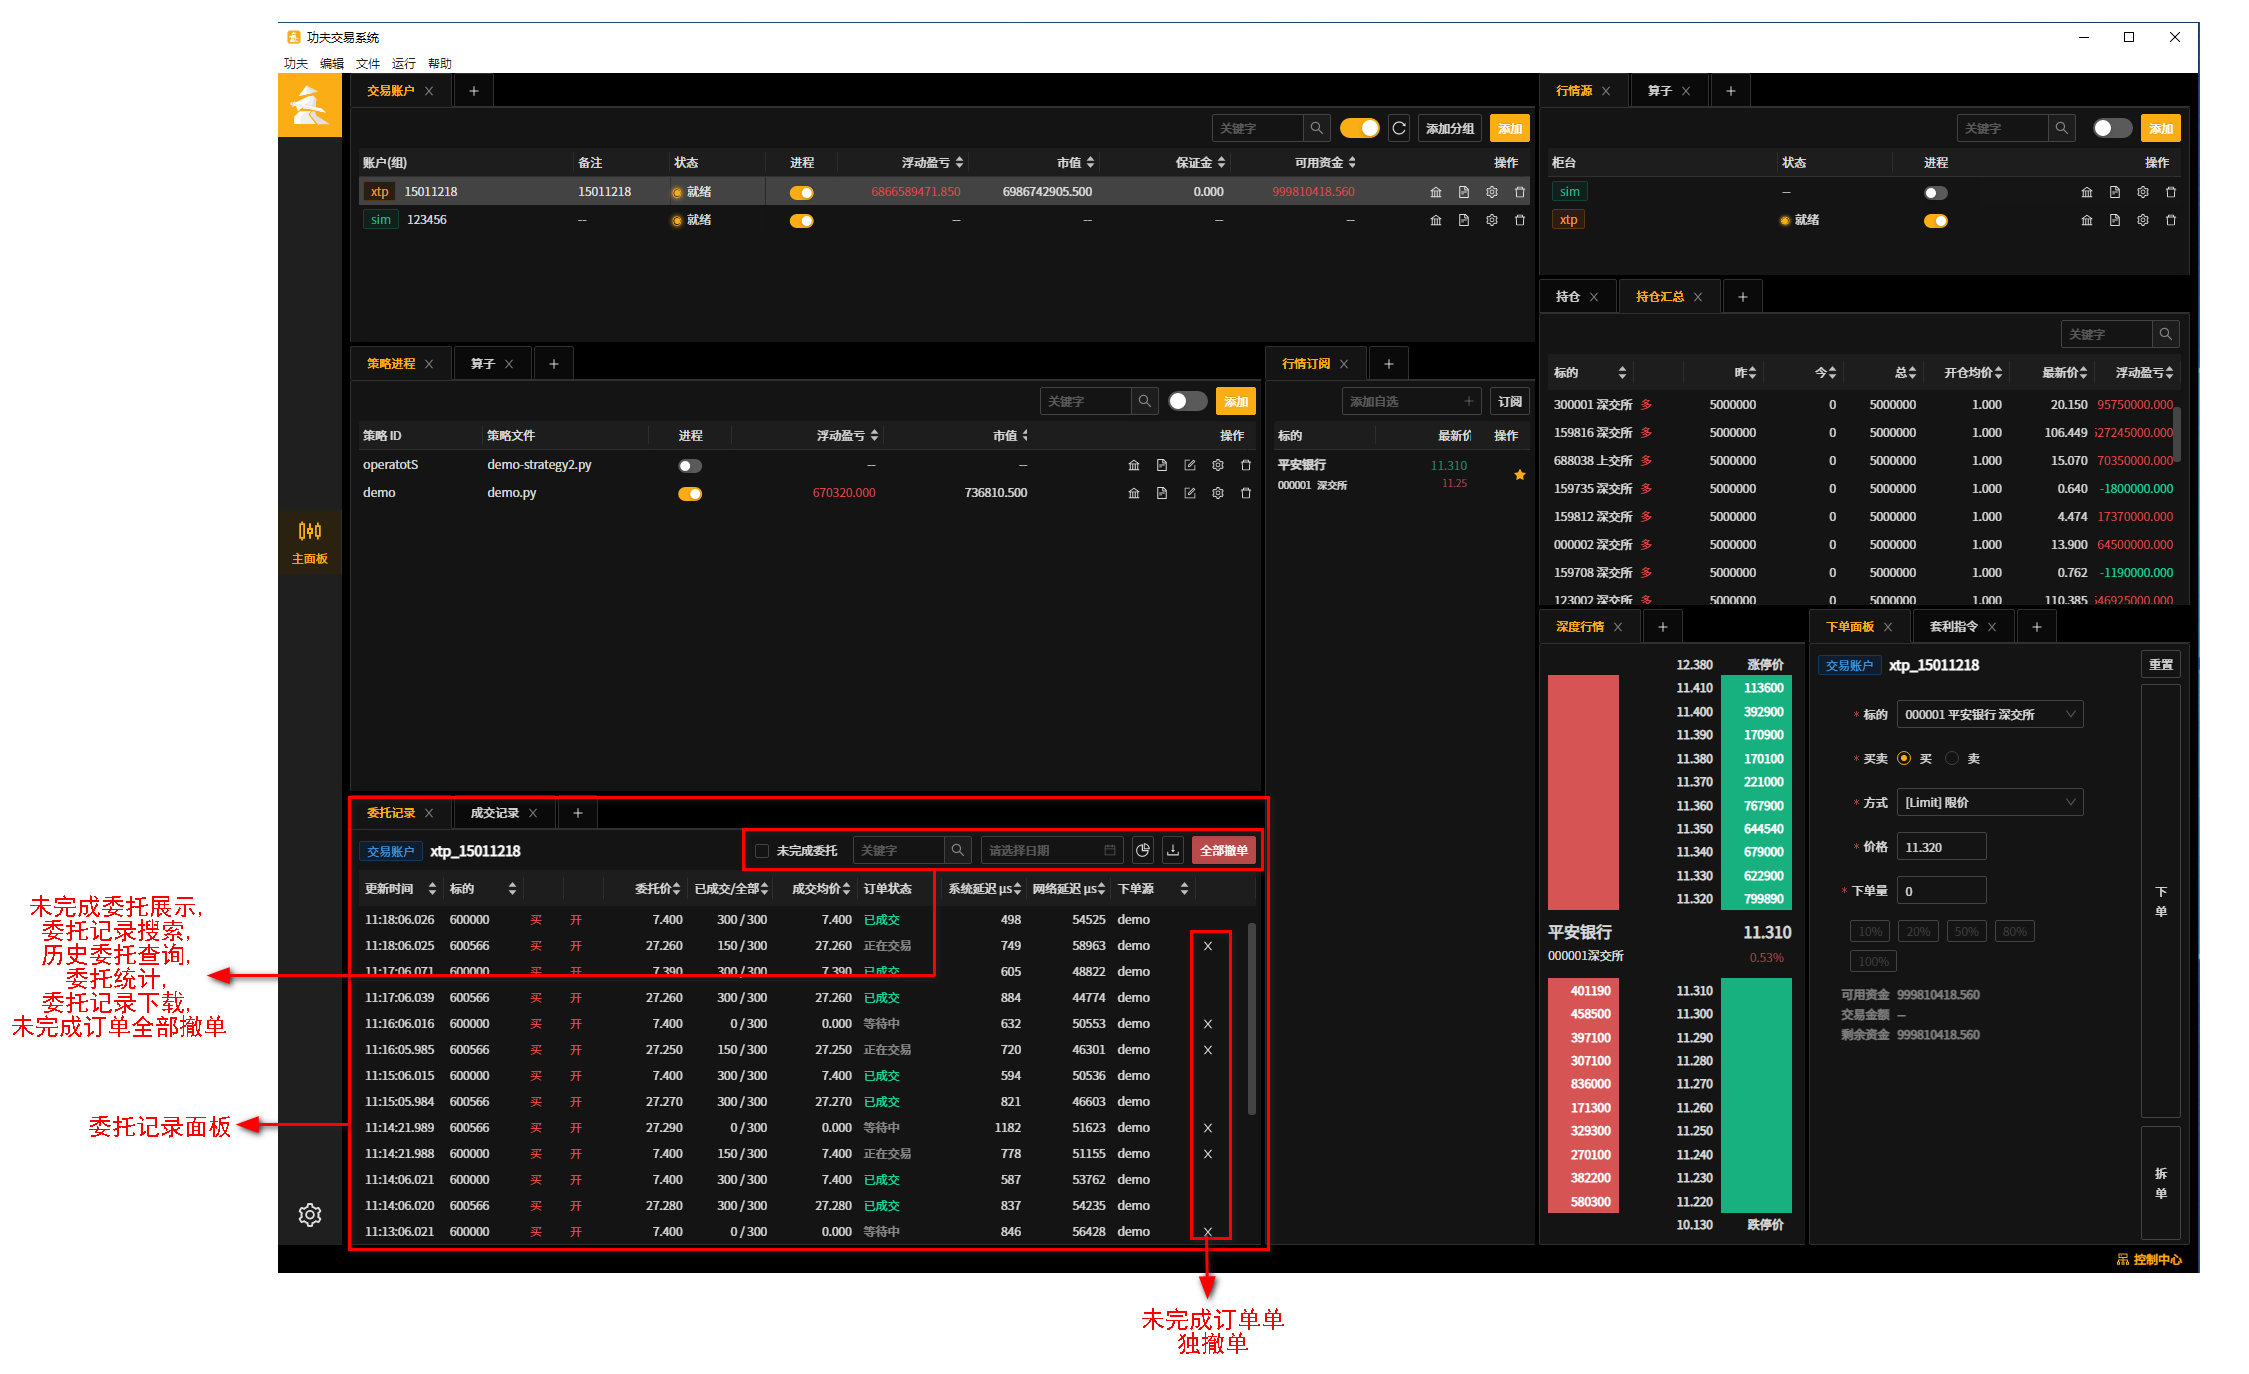 功夫交易系统
功夫 编辑 文件 运行 帮助
交易账户
关键字 添加分组 添加
账户(组) 备注 状态 进程 浮动盈亏 市值 保证金 可用资金 操作
xtp 15011218 15011218 就绪 6866589471.850 6986742905.500 0.000 999810418.560
sim 123456 -- 就绪 -- -- -- --
行情源 算子
关键字 添加
柜台 状态 进程 操作
sim --
xtp 就绪
持仓 持仓汇总
关键字
标的 昨 今 总 开仓均价 最新价 浮动盈亏
300001 深交所 多 5000000 0 5000000 1.000 20.150 95750000.000
159816 深交所 多 5000000 0 5000000 1.000 106.449 527245000.000
688038 上交所 多 5000000 0 5000000 1.000 15.070 70350000.000
159735 深交所 多 5000000 0 5000000 1.000 0.640 -1800000.000
159812 深交所 多 5000000 0 5000000 1.000 4.474 17370000.000
000002 深交所 多 5000000 0 5000000 1.000 13.900 64500000.000
159708 深交所 多 5000000 0 5000000 1.000 0.762 -1190000.000
123002 深交所 多 5000000 0 5000000 1.000 110.385 546925000.000
策略进程 算子
关键字 添加
策略 ID 策略文件 进程 浮动盈亏 市值 操作
operatotS demo-strategy2.py -- --
demo demo.py 670320.000 736810.500
行情订阅
添加自选 订阅
标的 最新价 操作
平安银行 11.310
000001 深交所 11.25
主面板
深度行情
12.380 涨停价
11.410 113600
11.400 392900
11.390 170900
11.380 170100
11.370 221000
11.360 767900
11.350 644540
11.340 679000
11.330 622900
11.320 799890
平安银行 11.310
000001深交所 0.53%
401190 11.310
458500 11.300
397100 11.290
307100 11.280
836000 11.270
171300 11.260
329300 11.250
270100 11.240
382200 11.230
580300 11.220
10.130 跌停价
下单面板 套利指令
交易账户 xtp_15011218 重置
* 标的 000001 平安银行 深交所
* 买卖 买 卖
* 方式 [Limit] 限价
* 价格 11.320
* 下单量 0
10% 20% 50% 80%
100%
可用资金 999810418.560
交易金额 --
剩余资金 999810418.560
下单
拆单
控制中心
委托记录 成交记录
交易账户 xtp_15011218 未完成委托 关键字 请选择日期 全部撤单
更新时间 标的 委托价 已成交/全部 成交均价 订单状态 系统延迟 μs 网络延迟 μs 下单源
11:18:06.026 600000 买 开 7.400 300 / 300 7.400 已成交 498 54525 demo
11:18:06.025 600566 买 开 27.260 150 / 300 27.260 正在交易 749 58963 demo
11:17:06.071 600000 买 开 7.390 300 / 300 7.390 已成交 605 48822 demo
11:17:06.039 600566 买 开 27.260 300 / 300 27.260 已成交 884 44774 demo
11:16:06.016 600000 买 开 7.400 0 / 300 0.000 等待中 632 50553 demo
11:16:05.985 600566 买 开 27.250 150 / 300 27.250 正在交易 720 46301 demo
11:15:06.015 600000 买 开 7.400 300 / 300 7.400 已成交 594 50536 demo
11:15:05.984 600566 买 开 27.270 300 / 300 27.270 已成交 821 46603 demo
11:14:21.989 600566 买 开 27.290 0 / 300 0.000 等待中 1182 51623 demo
11:14:21.988 600000 买 开 7.400 150 / 300 7.400 正在交易 778 51155 demo
11:14:06.021 600000 买 开 7.400 300 / 300 7.400 已成交 587 53762 demo
11:14:06.020 600566 买 开 27.280 300 / 300 27.280 已成交 837 54235 demo
11:13:06.021 600000 买 开 7.400 0 / 300 0.000 等待中 846 56428 demo
未完成委托展示,
委托记录搜索,
历史委托查询,
委托统计,
委托记录下载,
未完成订单全部撤单
委托记录面板
未完成订单单
独撤单